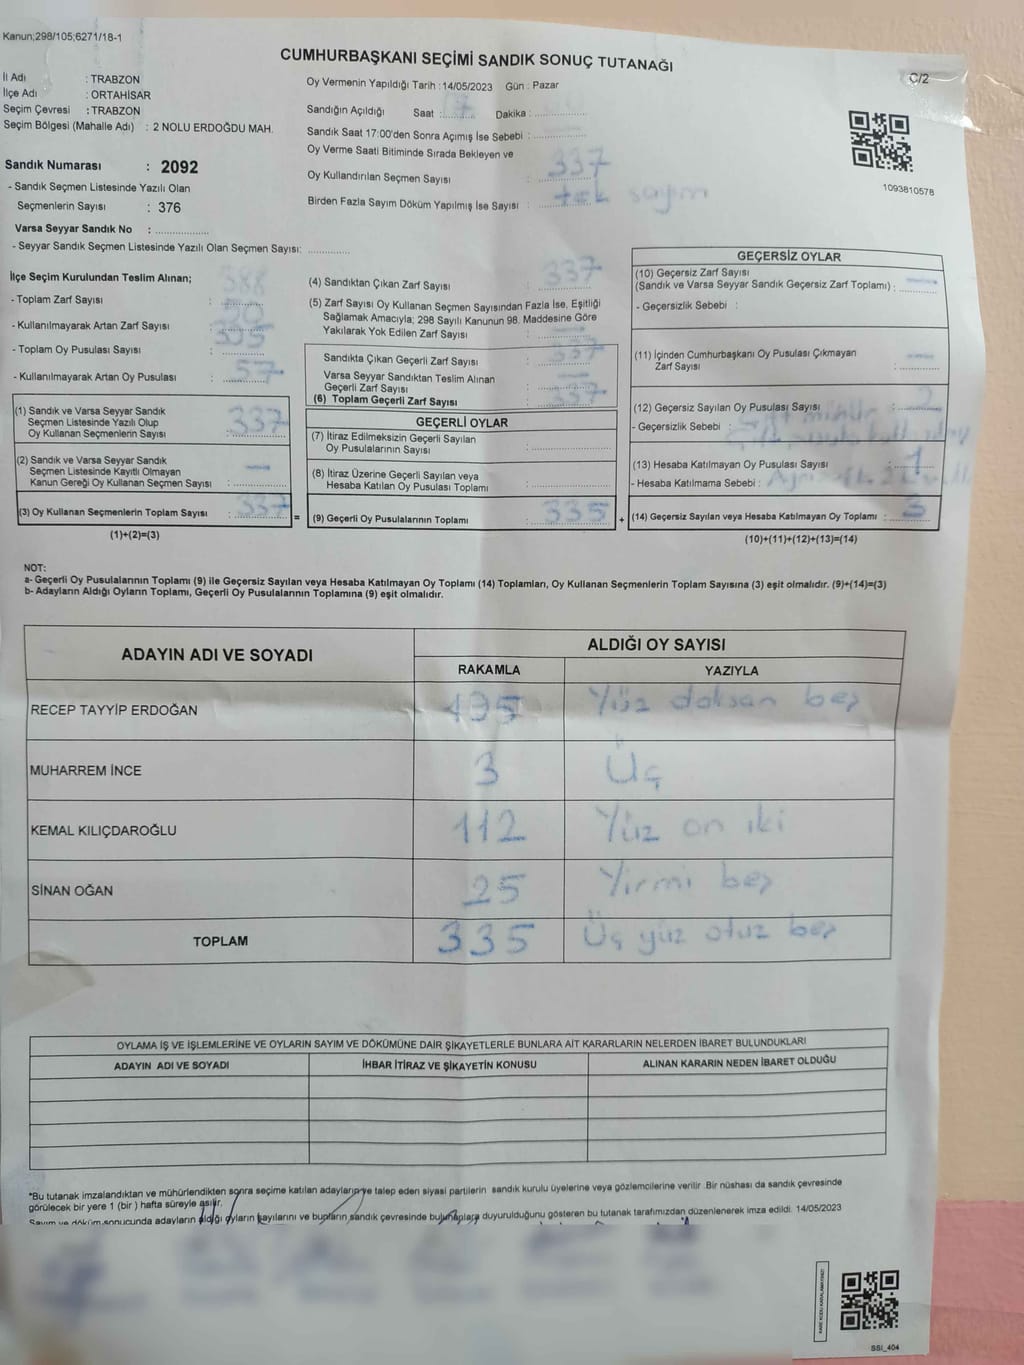 Kanun;298/105;6271/18-1
CUMHURBAŞKANI SEÇİMİ SANDIK SONUÇ TUTANAĞI
C/2
İl Adı : TRABZON
İlçe Adı : ORTAHİSAR
Seçim Çevresi : TRABZON
Seçim Bölgesi (Mahalle Adı) : 2 NOLU ERDOĞDU MAH.
Oy Vermenin Yapıldığı Tarih : 14/05/2023 Gün : Pazar
Sandığın Açıldığı Saat : 17 Dakika :
Sandık Saat 17:00'den Sonra Açımış İse Sebebi :
Oy Verme Saati Bitiminde Sırada Bekleyen ve
Oy Kullandırılan Seçmen Sayısı : 337
Birden Fazla Sayım Döküm Yapılmış İse Sayısı : tek sayım
1093810578
Sandık Numarası : 2092
- Sandık Seçmen Listesinde Yazılı Olan
Seçmenlerin Sayısı : 376
Varsa Seyyar Sandık No :
- Seyyar Sandık Seçmen Listesinde Yazılı Olan Seçmen Sayısı:
İlçe Seçim Kurulundan Teslim Alınan;
- Toplam Zarf Sayısı :
- Kullanılmayarak Artan Zarf Sayısı :
- Toplam Oy Pusulası Sayısı :
- Kullanılmayarak Artan Oy Pusulası : 57
(1) Sandık ve Varsa Seyyar Sandık
Seçmen Listesinde Yazılı Olup
Oy Kullanan Seçmenlerin Sayısı : 337
(2) Sandık ve Varsa Seyyar Sandık
Seçmen Listesinde Kayıtlı Olmayan
Kanun Gereği Oy Kullanan Seçmen Sayısı : —
(3) Oy Kullanan Seçmenlerin Toplam Sayısı : 337
(1)+(2)=(3)
(4) Sandıktan Çıkan Zarf Sayısı : 337
(5) Zarf Sayısı Oy Kullanan Seçmen Sayısından Fazla İse, Eşitliği
Sağlamak Amacıyla; 298 Sayılı Kanunun 98. Maddesine Göre
Yakılarak Yok Edilen Zarf Sayısı : —
Sandıkta Çıkan Geçerli Zarf Sayısı : 337
Varsa Seyyar Sandıktan Teslim Alınan
Geçerli Zarf Sayısı : —
(6) Toplam Geçerli Zarf Sayısı : 337
GEÇERLİ OYLAR
(7) İtiraz Edilmeksizin Geçerli Sayılan
Oy Pusulalarının Sayısı :
(8) İtiraz Üzerine Geçerli Sayılan veya
Hesaba Katılan Oy Pusulası Toplamı :
= (9) Geçerli Oy Pusulalarının Toplamı : 335 +
GEÇERSİZ OYLAR
(10) Geçersiz Zarf Sayısı
(Sandık ve Varsa Seyyar Sandık Geçersiz Zarf Toplamı) : —
- Geçersizlik Sebebi :
(11) İçinden Cumhurbaşkanı Oy Pusulası Çıkmayan
Zarf Sayısı : —
(12) Geçersiz Sayılan Oy Pusulası Sayısı : 2
- Geçersizlik Sebebi :
(13) Hesaba Katılmayan Oy Pusulası Sayısı : 1
- Hesaba Katılmama Sebebi :
(14) Geçersiz Sayılan veya Hesaba Katılmayan Oy Toplamı : 3
(10)+(11)+(12)+(13)=(14)
NOT:
a- Geçerli Oy Pusulalarının Toplamı (9) ile Geçersiz Sayılan veya Hesaba Katılmayan Oy Toplamı (14) Toplamları, Oy Kullanan Seçmenlerin Toplam Sayısına (3) eşit olmalıdır. (9)+(14)=(3)
b- Adayların Aldığı Oyların Toplamı, Geçerli Oy Pusulalarının Toplamına (9) eşit olmalıdır.
ADAYIN ADI VE SOYADI
ALDIĞI OY SAYISI
RAKAMLA YAZIYLA
RECEP TAYYİP ERDOĞAN 195 Yüz doksan beş
MUHARREM İNCE 3 Üç
KEMAL KILIÇDAROĞLU 112 Yüz on iki
SİNAN OĞAN 25 Yirmi beş
TOPLAM 335 Üç yüz otuz beş
OYLAMA İŞ VE İŞLEMLERİNE VE OYLARIN SAYIM VE DÖKÜMÜNE DAİR ŞİKAYETLERLE BUNLARA AİT KARARLARIN NELERDEN İBARET BULUNDUKLARI
ADAYIN ADI VE SOYADI İHBAR İTİRAZ VE ŞİKAYETİN KONUSU ALINAN KARARIN NEDEN İBARET OLDUĞU
*Bu tutanak imzalandıktan ve mühürlendikten sonra seçime katılan adayların ve talep eden siyasi partilerin sandık kurulu üyelerine veya gözlemcilerine verilir .Bir nüshası da sandık çevresinde
görülecek bir yere 1 (bir ) hafta süreyle asılır.
Sayım ve döküm sonucunda adayların aldığı oyların sayılarını ve bunların sandık çevresinde bulunanlara duyurulduğunu gösteren bu tutanak tarafımızdan düzenlenerek imza edildi. 14/05/2023
SSI_404